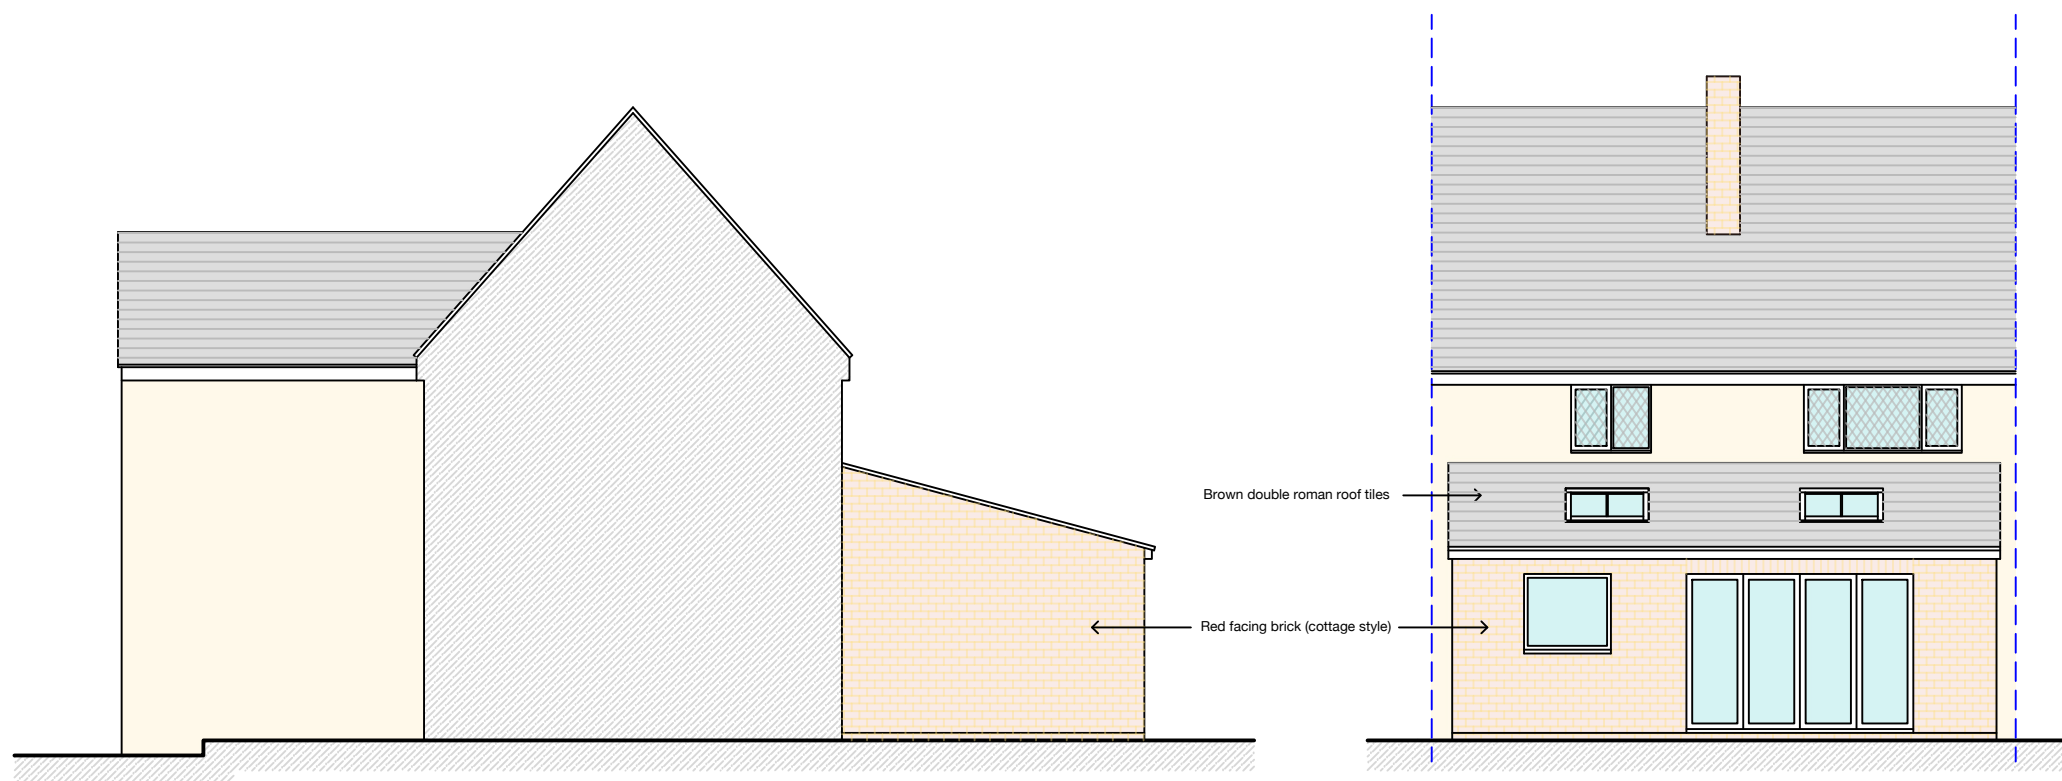 Brown double roman roof tiles
Red facing brick (cottage style)